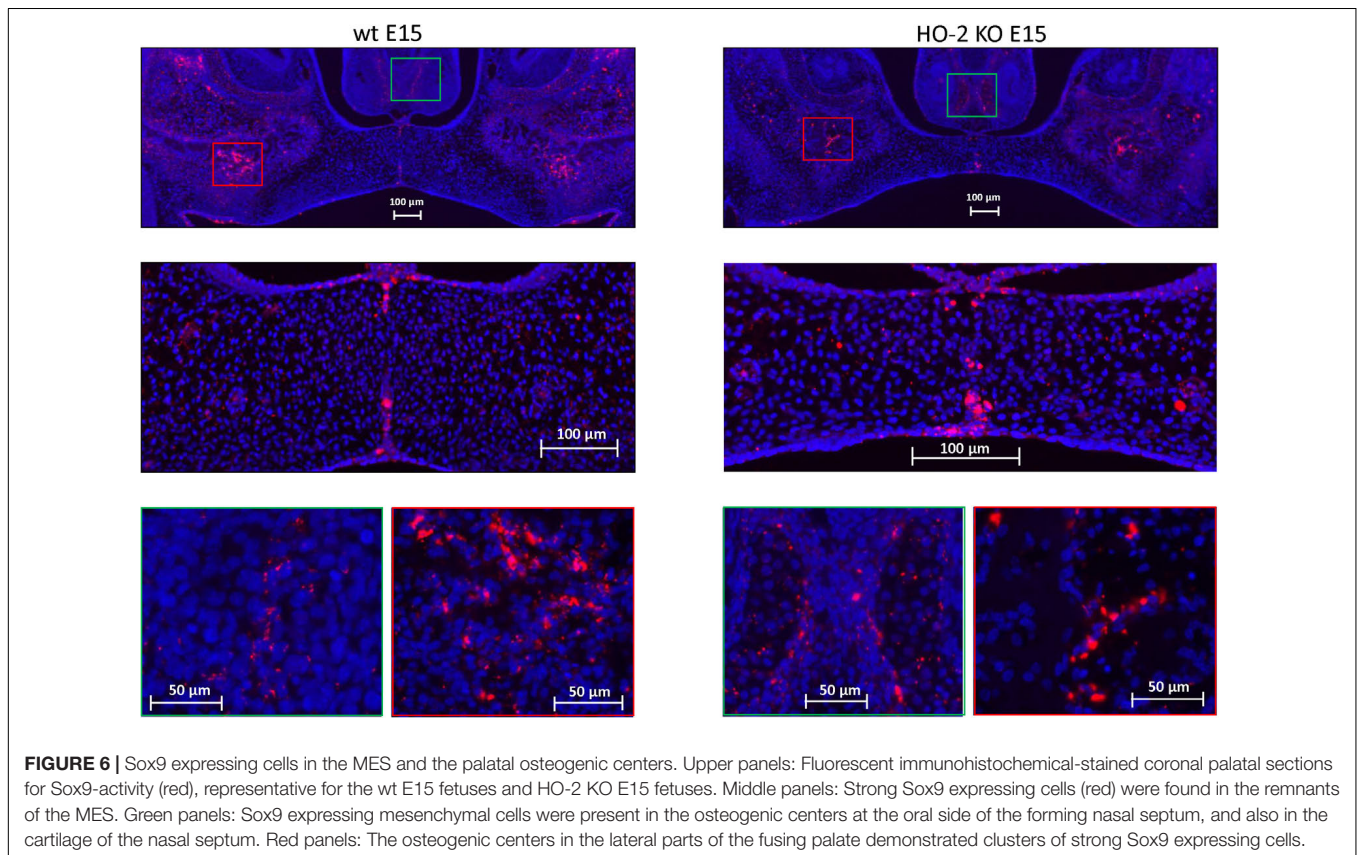 wt E15
HO-2 KO E15
100 µm
100 µm
100 µm
100 µm
50 µm
50 µm
50 µm
50 µm
FIGURE 6 | Sox9 expressing cells in the MES and the palatal osteogenic centers. Upper panels: Fluorescent immunohistochemical-stained coronal palatal sections
for Sox9-activity (red), representative for the wt E15 fetuses and HO-2 KO E15 fetuses. Middle panels: Strong Sox9 expressing cells (red) were found in the remnants
of the MES. Green panels: Sox9 expressing mesenchymal cells were present in the osteogenic centers at the oral side of the forming nasal septum, and also in the
cartilage of the nasal septum. Red panels: The osteogenic centers in the lateral parts of the fusing palate demonstrated clusters of strong Sox9 expressing cells.